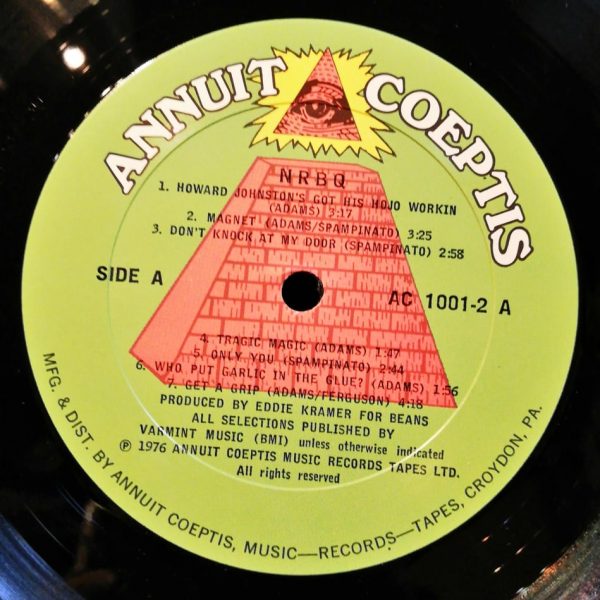 ANNUIT COEPTIS
NRBQ
1. HOWARD JOHNSTON'S GOT HIS HOJO WORKIN
(ADAMS) 3:17
2. MAGNET (ADAMS/SPAMPINATO) 3:25
3. DON'T KNOCK AT MY DOOR (SPAMPINATO) 2:58
SIDE A
AC 1001-2 A
4. TRAGIC MAGIC (ADAMS) 1:47
5. ONLY YOU (SPAMPINATO) 2:44
6. WHO PUT GARLIC IN THE GLUE? (ADAMS) 1:56
7. GET A GRIP (ADAMS/FERGUSON) 4:18
PRODUCED BY EDDIE KRAMER FOR BEANS
ALL SELECTIONS PUBLISHED BY
VARMINT MUSIC (BMI) unless otherwise indicated
℗ 1976 ANNUIT COEPTIS MUSIC RECORDS TAPES LTD.
All rights reserved
MFG. & DIST. BY ANNUIT COEPTIS, MUSIC—RECORDS—TAPES, CROYDON, PA.